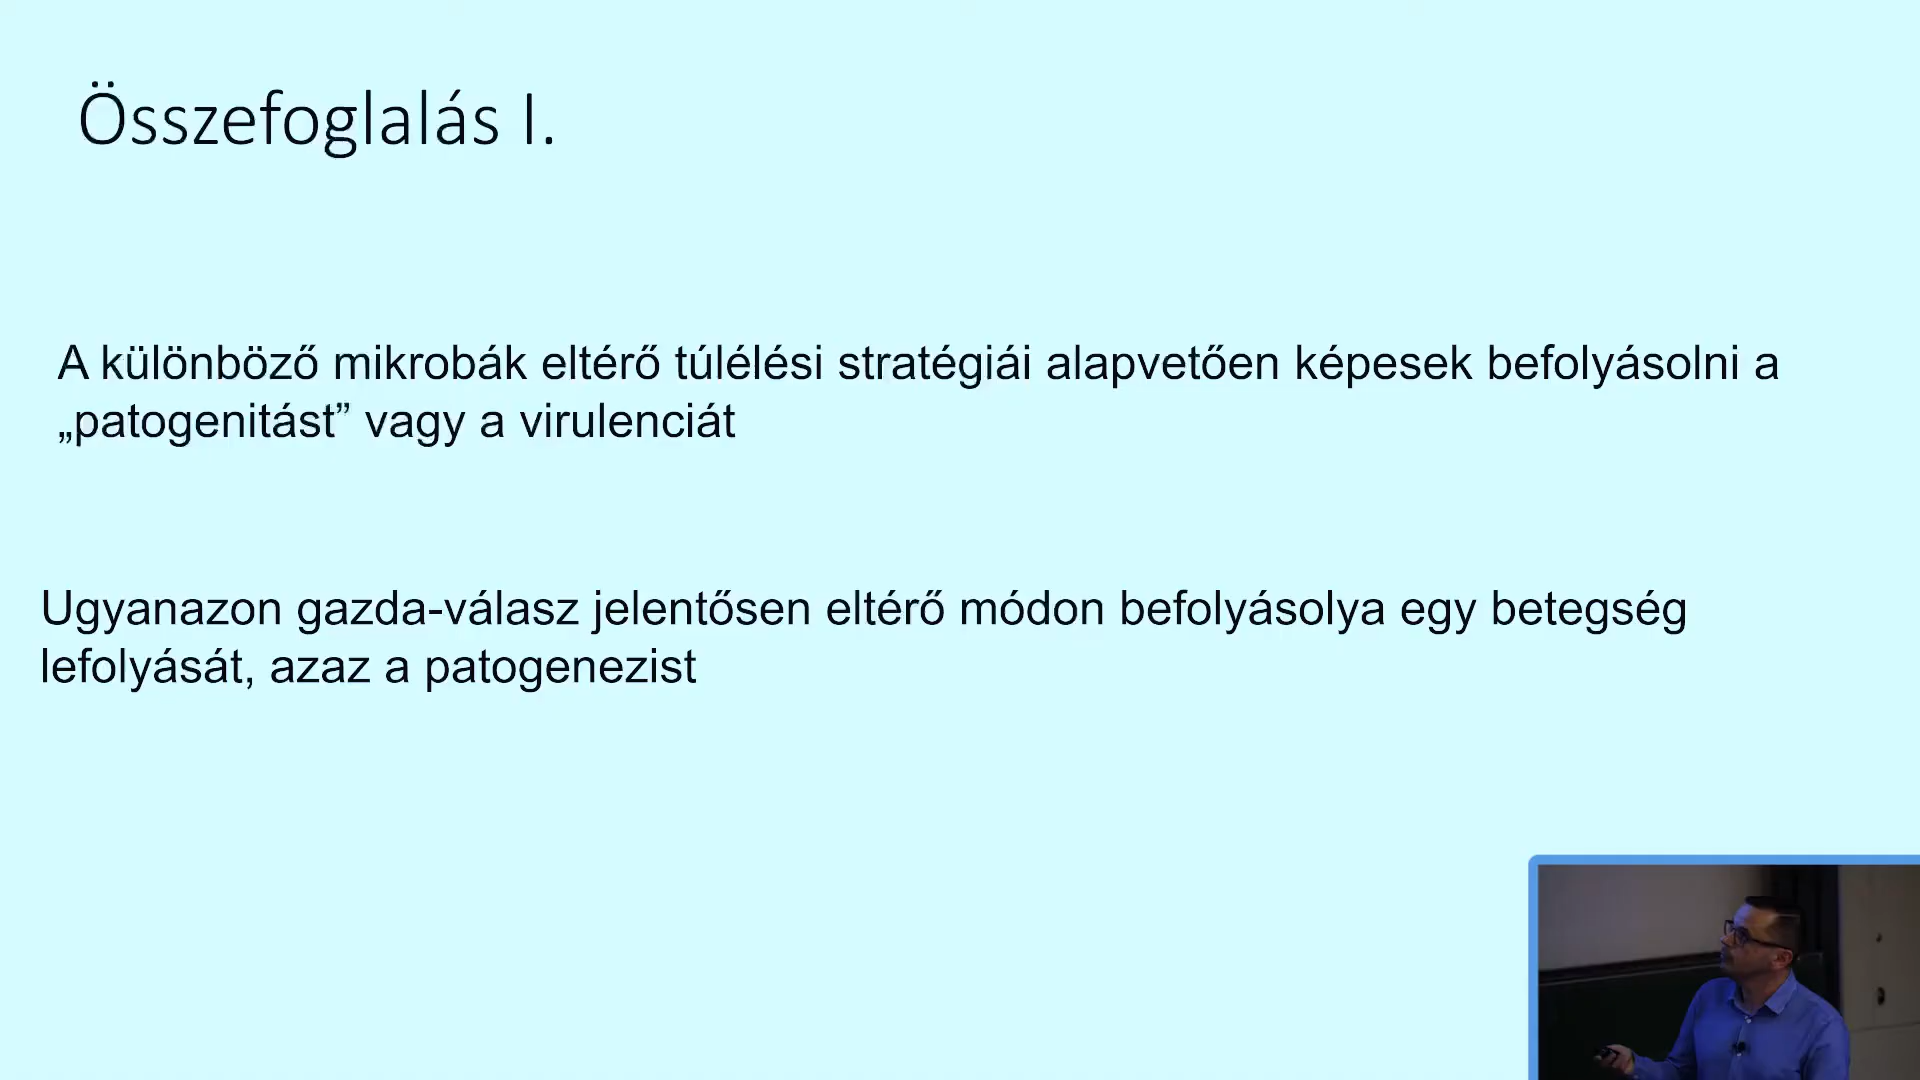 Összefoglalás I.
A különböző mikrobák eltérő túlélési stratégiái alapvetően képesek befolyásolni a
„patogenitást” vagy a virulenciát
Ugyanazon gazda-válasz jelentősen eltérő módon befolyásolya egy betegség
lefolyását, azaz a patogenezist